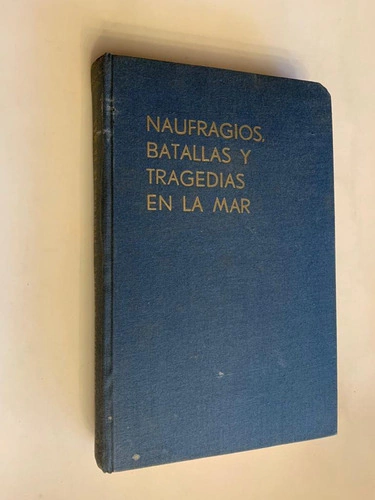 NAUFRAGIOS,
BATALLAS Y
TRAGEDIAS
EN LA MAR